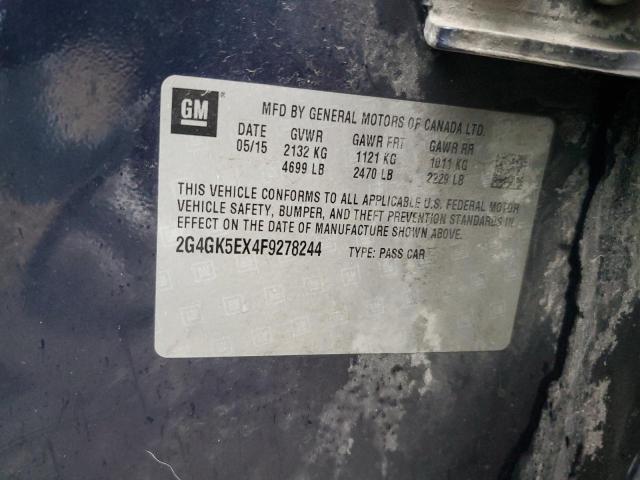 GM
MFD BY GENERAL MOTORS OF CANADA LTD.
DATE GVWR GAWR FRT GAWR RR
05/15 2132 KG 1121 KG 1011 KG
4699 LB 2470 LB 2229 LB
THIS VEHICLE CONFORMS TO ALL APPLICABLE U.S. FEDERAL MOTOR
VEHICLE SAFETY, BUMPER, AND THEFT PREVENTION STANDARDS IN
EFFECT ON THE DATE OF MANUFACTURE SHOWN ABOVE.
2G4GK5EX4F9278244 TYPE: PASS CAR